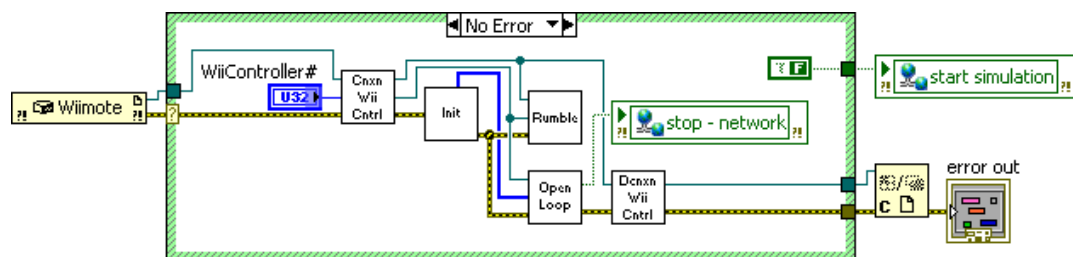 No Error
WiiController#
Wiimote
?!
?!
?
U32
Cnxn
Wii
Cntrl
Init
Rumble
Open
Loop
Dcnxn
Wii
Cntrl
?!
stop - network
?!
F
?!
start simulation
?!
C
error out